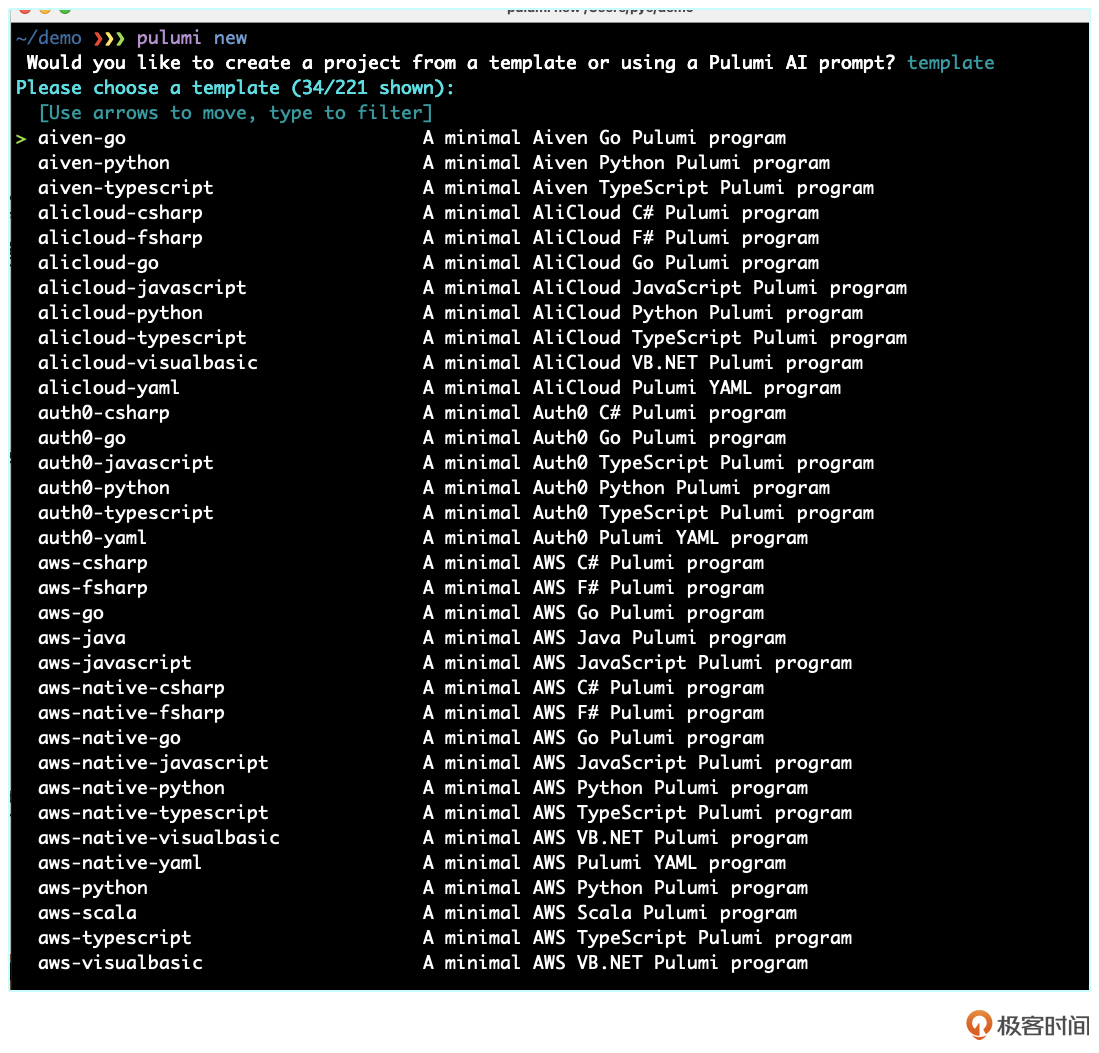 pulumi new /Users/pyc/demo
~/demo ❯❯❯ pulumi new
Would you like to create a project from a template or using a Pulumi AI prompt? template
Please choose a template (34/221 shown):
[Use arrows to move, type to filter]
> aiven-go A minimal Aiven Go Pulumi program
aiven-python A minimal Aiven Python Pulumi program
aiven-typescript A minimal Aiven TypeScript Pulumi program
alicloud-csharp A minimal AliCloud C# Pulumi program
alicloud-fsharp A minimal AliCloud F# Pulumi program
alicloud-go A minimal AliCloud Go Pulumi program
alicloud-javascript A minimal AliCloud JavaScript Pulumi program
alicloud-python A minimal AliCloud Python Pulumi program
alicloud-typescript A minimal AliCloud TypeScript Pulumi program
alicloud-visualbasic A minimal AliCloud VB.NET Pulumi program
alicloud-yaml A minimal AliCloud Pulumi YAML program
auth0-csharp A minimal Auth0 C# Pulumi program
auth0-go A minimal Auth0 Go Pulumi program
auth0-javascript A minimal Auth0 TypeScript Pulumi program
auth0-python A minimal Auth0 Python Pulumi program
auth0-typescript A minimal Auth0 TypeScript Pulumi program
auth0-yaml A minimal Auth0 Pulumi YAML program
aws-csharp A minimal AWS C# Pulumi program
aws-fsharp A minimal AWS F# Pulumi program
aws-go A minimal AWS Go Pulumi program
aws-java A minimal AWS Java Pulumi program
aws-javascript A minimal AWS JavaScript Pulumi program
aws-native-csharp A minimal AWS C# Pulumi program
aws-native-fsharp A minimal AWS F# Pulumi program
aws-native-go A minimal AWS Go Pulumi program
aws-native-javascript A minimal AWS JavaScript Pulumi program
aws-native-python A minimal AWS Python Pulumi program
aws-native-typescript A minimal AWS TypeScript Pulumi program
aws-native-visualbasic A minimal AWS VB.NET Pulumi program
aws-native-yaml A minimal AWS Pulumi YAML program
aws-python A minimal AWS Python Pulumi program
aws-scala A minimal AWS Scala Pulumi program
aws-typescript A minimal AWS TypeScript Pulumi program
aws-visualbasic A minimal AWS VB.NET Pulumi program
极客时间